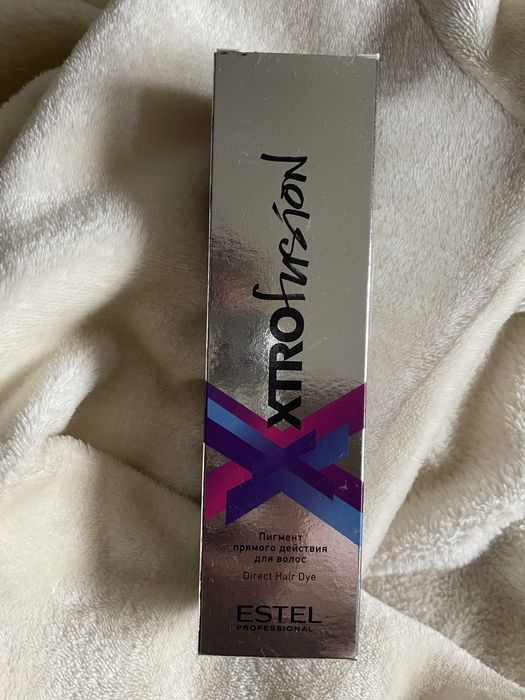 XTROfusion
Пигмент
прямого действия
для волос
Direct Hair Dye
ESTEL
PROFESSIONAL